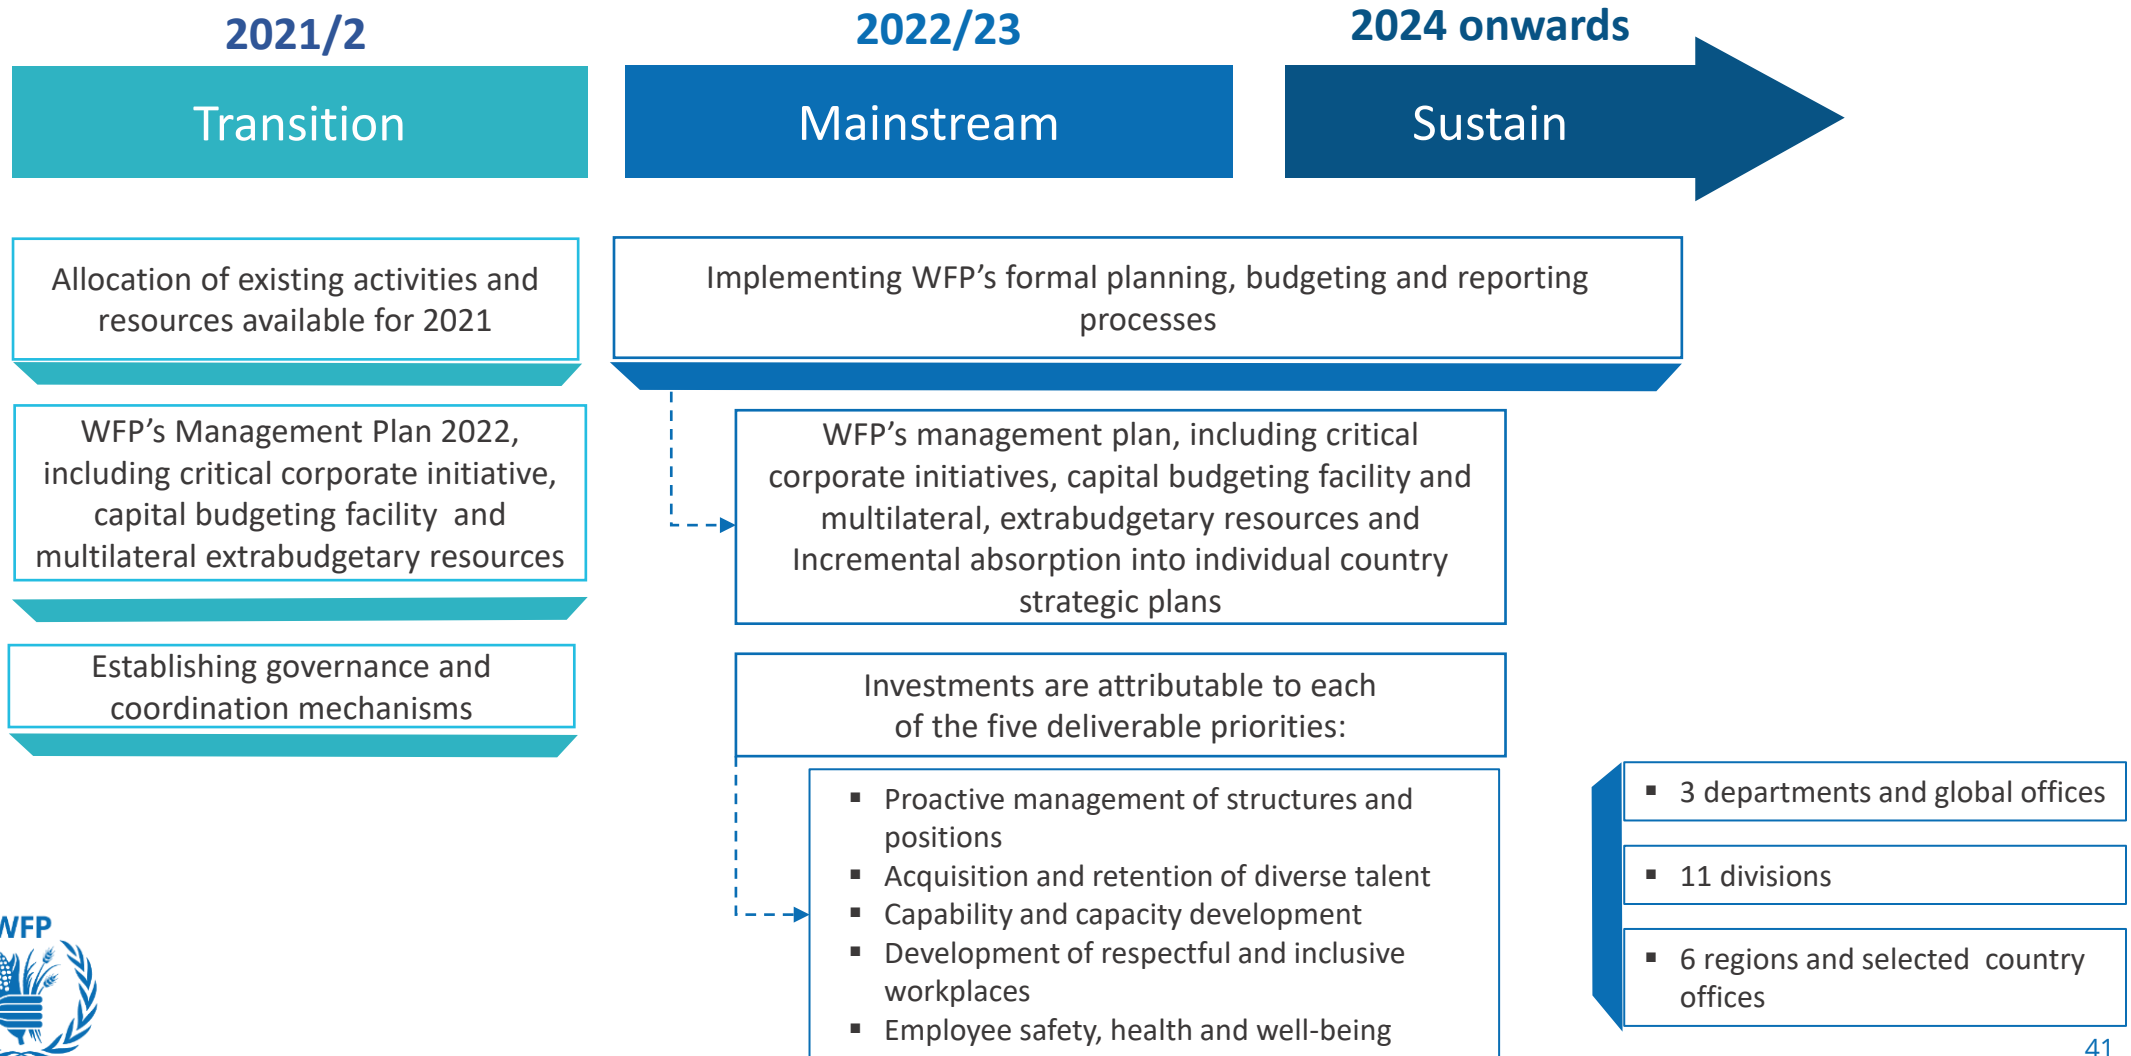 2021/2
2022/23
2024 onwards
Transition
Mainstream
Sustain
Allocation of existing activities and
resources available for 2021
WFP's Management Plan 2022,
including critical corporate initiative,
capital budgeting facility and
multilateral extrabudgetary resources
Establishing governance and
coordination mechanisms
Implementing WFP's formal planning, budgeting and reporting
processes
WFP's management plan, including critical
corporate initiatives, capital budgeting facility and
multilateral, extrabudgetary resources and
Incremental absorption into individual country
strategic plans
Investments are attributable to each
of the five deliverable priorities:
▪ Proactive management of structures and
positions
▪ Acquisition and retention of diverse talent
▪ Capability and capacity development
▪ Development of respectful and inclusive
workplaces
▪ Employee safety, health and well-being
▪ 3 departments and global offices
▪ 11 divisions
▪ 6 regions and selected country
offices
WFP
41